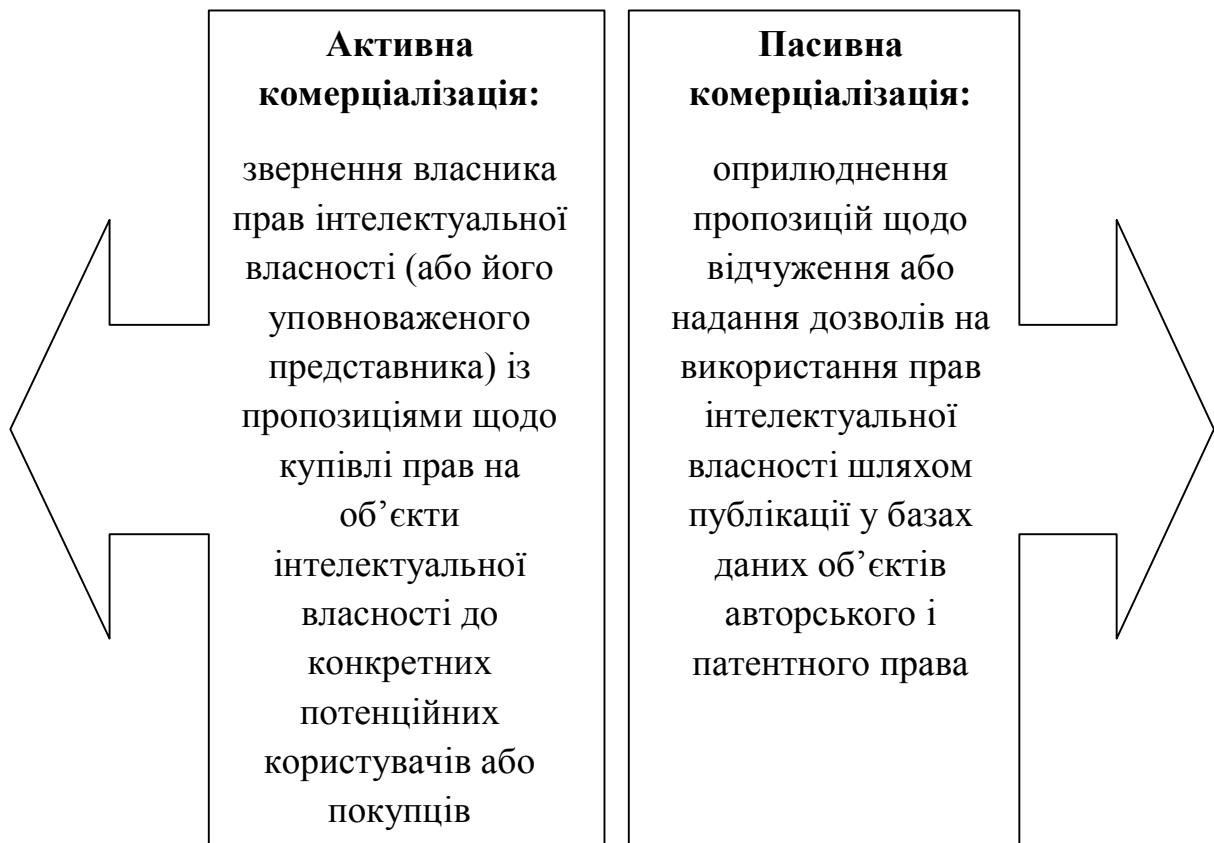 Активна
комерціалізація:
звернення власника
прав інтелектуальної
власності (або його
уповноваженого
представника) із
пропозиціями щодо
купівлі прав на
об’єкти
інтелектуальної
власності до
конкретних
потенційних
користувачів або
покупців
Пасивна
комерціалізація:
оприлюднення
пропозицій щодо
відчуження або
надання дозволів на
використання прав
інтелектуальної
власності шляхом
публікації у базах
даних об’єктів
авторського і
патентного права